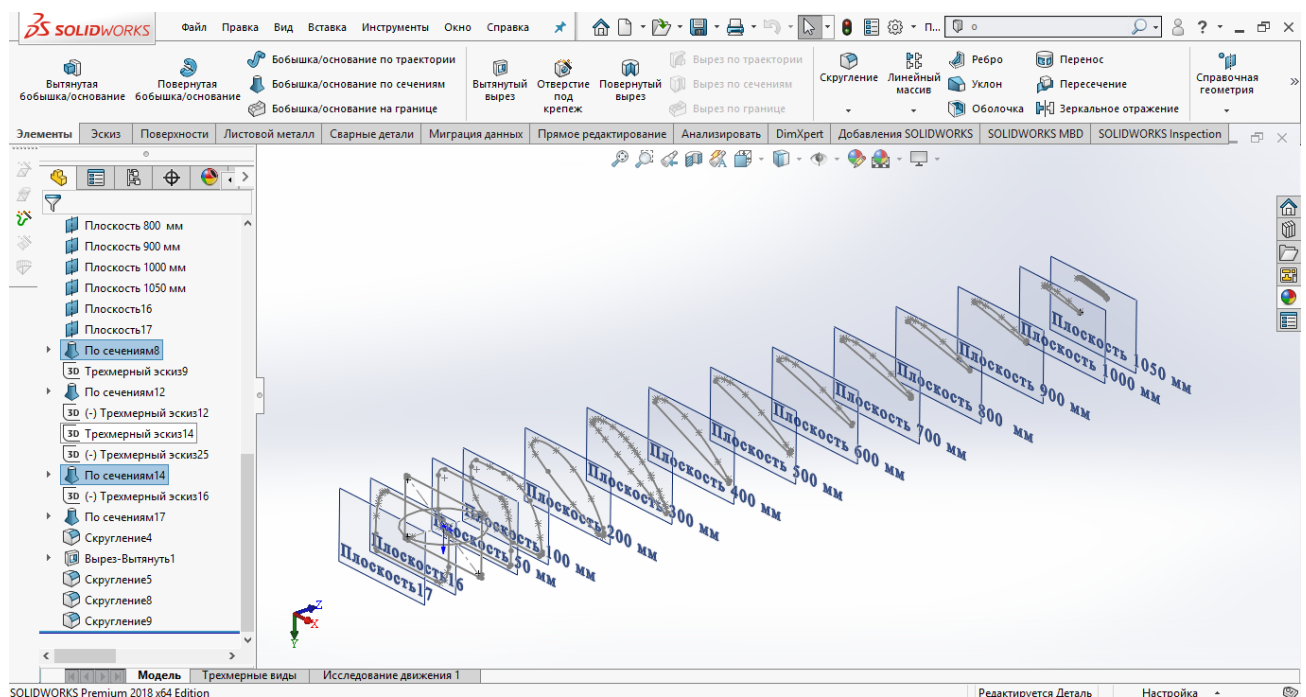 SOLIDWORKS Файл Правка Вид Вставка Инструменты Окно Справка П... о
Вытянутая бобышка/основание
Повернутая бобышка/основание
Бобышка/основание по траектории
Бобышка/основание по сечениям
Бобышка/основание на границе
Вытянутый вырез
Отверстие под крепеж
Повернутый вырез
Вырез по траектории
Вырез по сечениям
Вырез по границе
Скругление
Линейный массив
Ребро
Уклон
Оболочка
Перенос
Пересечение
Зеркальное отражение
Справочная геометрия
Элементы Эскиз Поверхности Листовой металл Сварные детали Миграция данных Прямое редактирование Анализировать DimXpert Добавления SOLIDWORKS SOLIDWORKS MBD SOLIDWORKS Inspection
Плоскость 800 мм
Плоскость 900 мм
Плоскость 1000 мм
Плоскость 1050 мм
Плоскость16
Плоскость17
По сечениям8
3D Трехмерный эскиз9
По сечениям12
3D (-) Трехмерный эскиз12
3D Трехмерный эскиз14
3D (-) Трехмерный эскиз25
По сечениям14
3D (-) Трехмерный эскиз16
По сечениям17
Скругление4
Вырез-Вытянуть1
Скругление5
Скругление8
Скругление9
Плоскость 1050 мм
Плоскость 1000 мм
Плоскость 900 мм
Плоскость 800 мм
Плоскость 700 мм
Плоскость 600 мм
Плоскость 500 мм
Плоскость 400 мм
Плоскость 300 мм
Плоскость 200 мм
Плоскость 100 мм
Плоскость 50 мм
Плоскость16
Плоскость17
Z
X
Y
Модель Трехмерные виды Исследование движения 1
SOLIDWORKS Premium 2018 x64 Edition Редактируется Деталь Настройка